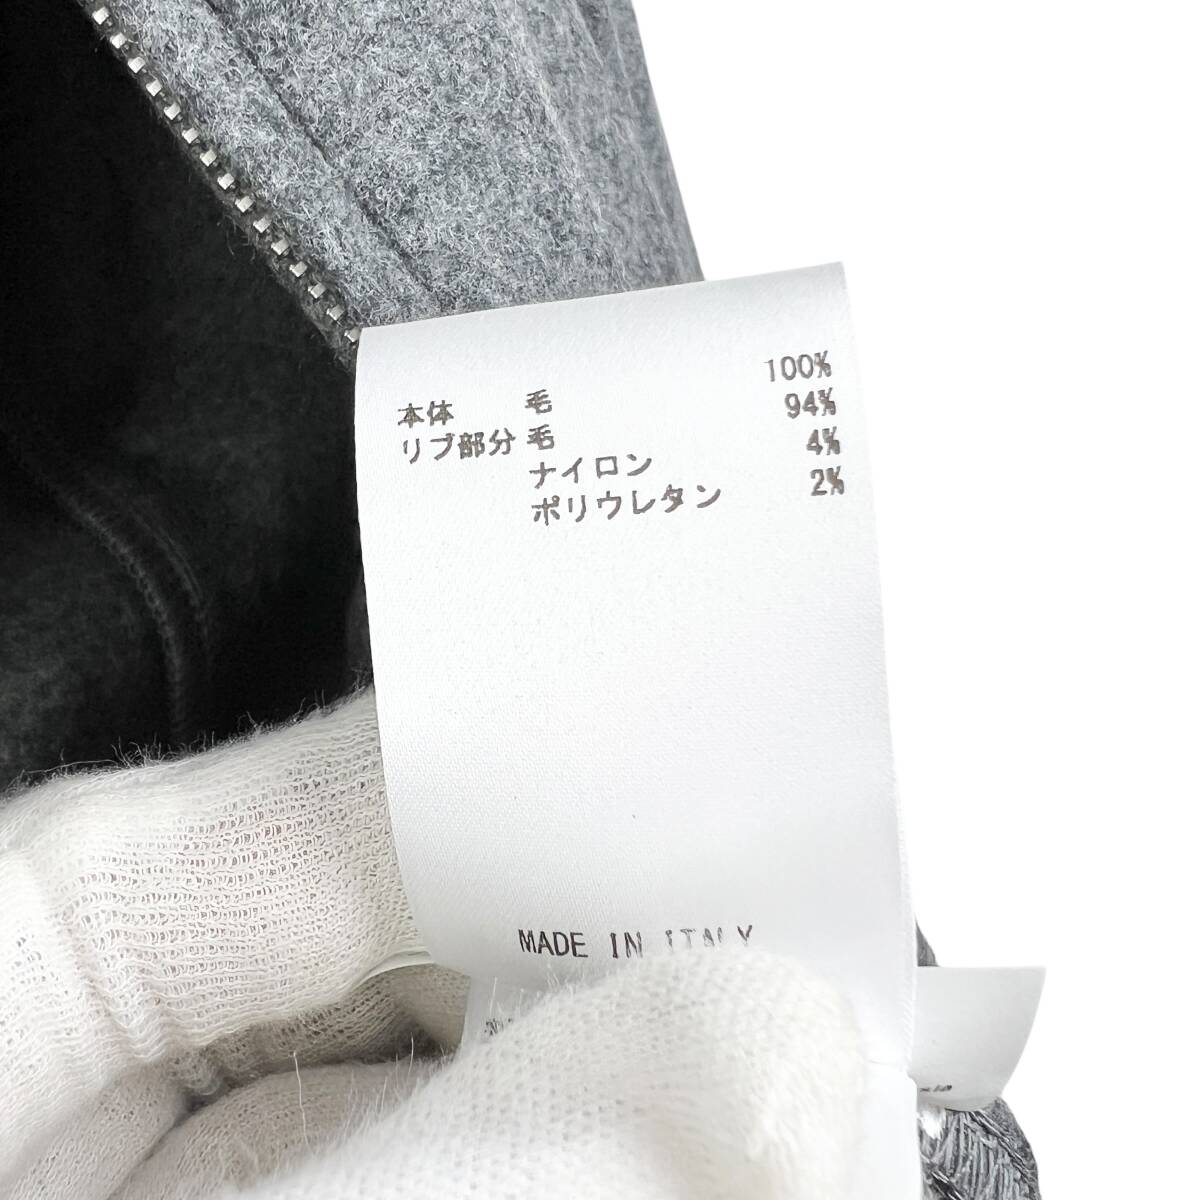 本体 毛 100%
リブ部分 毛 94%
ナイロン 4%
ポリウレタン 2%
MADE IN ITALY